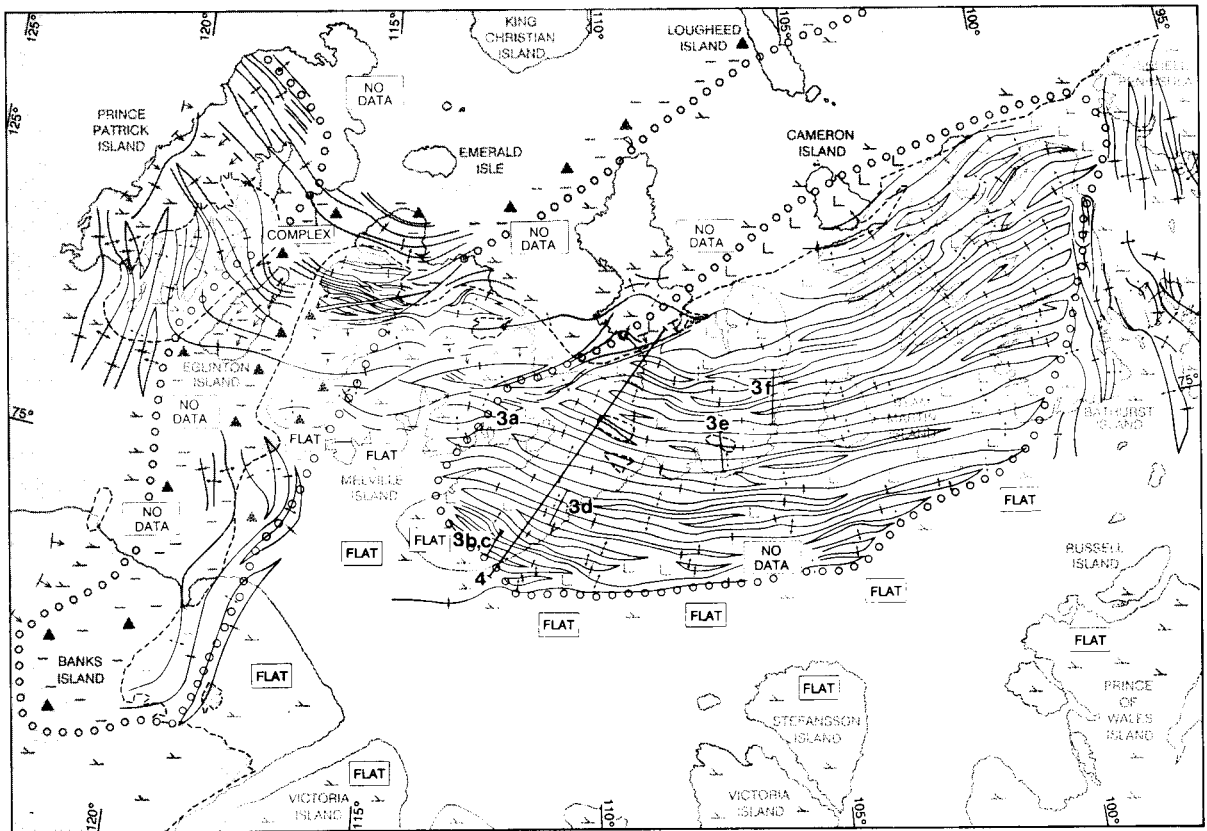 125°
120°
115°
110°
105°
100°
95°
KING
CHRISTIAN
ISLAND
LOUGHEED
ISLAND
NO
DATA
125°
PRINCE
PATRICK
ISLAND
EMERALD
ISLE
CAMERON
ISLAND
COMPLEX
NO
DATA
NO
DATA
EGLINTON
ISLAND
NO
DATA
75°
75°
3f
3a
3e
BATHURST
ISLAND
FLAT
FLAT
MELVILLE
ISLAND
3d
FLAT
NO
DATA
FLAT
FLAT
3b,c
4
NO
DATA
FLAT
RUSSELL
ISLAND
FLAT
FLAT
FLAT
BANKS
ISLAND
FLAT
FLAT
STEFANSSON
ISLAND
PRINCE
OF
WALES
ISLAND
FLAT
VICTORIA
ISLAND
VICTORIA
ISLAND
FLAT
120°
115°
110°
105°
100°